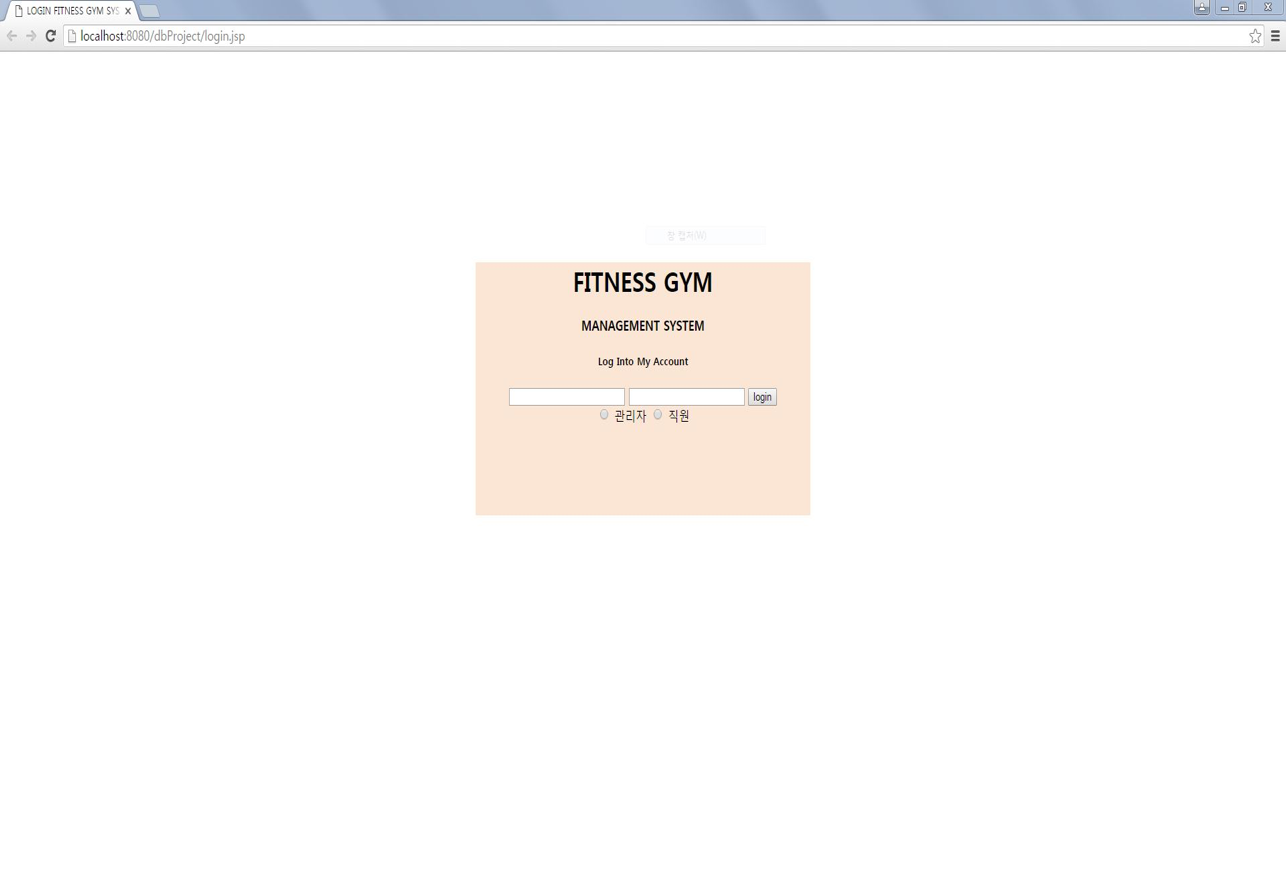 LOGIN FITNESS GYM SYS
localhost:8080/dbProject/login.jsp
창 캡처(W)
FITNESS GYM
MANAGEMENT SYSTEM
Log Into My Account
login
관리자 직원